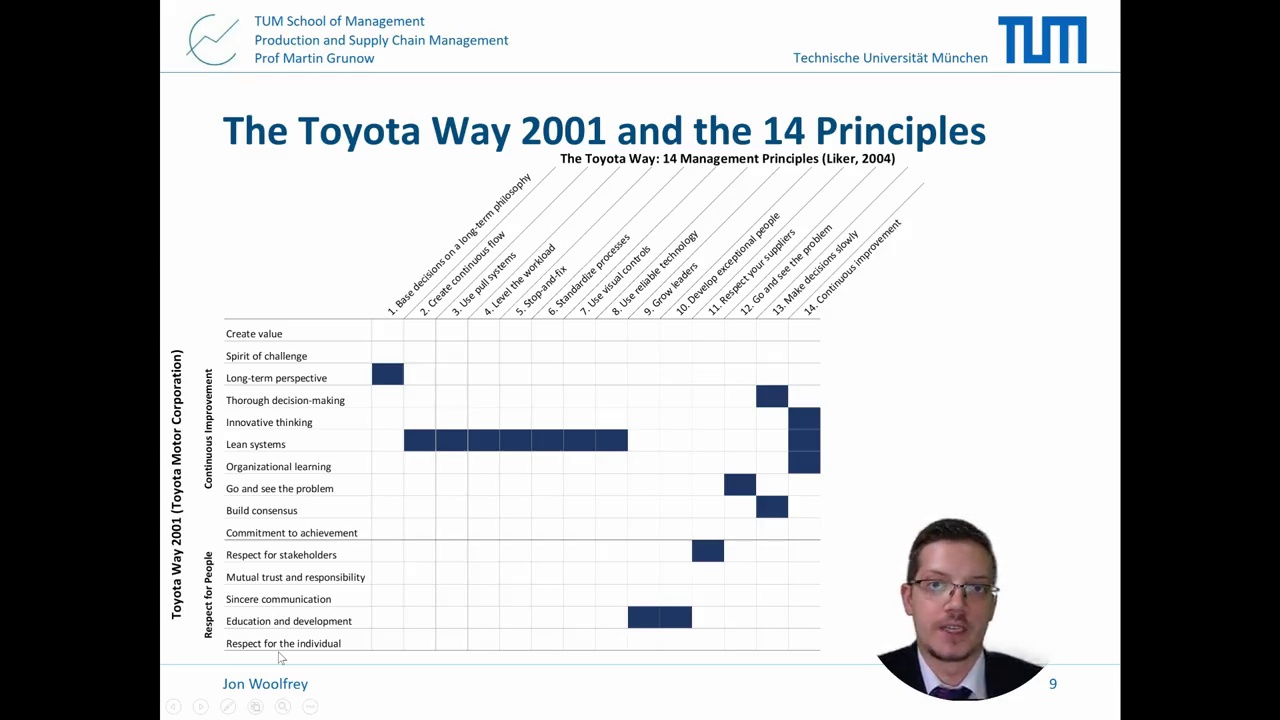 TUM School of Management
Production and Supply Chain Management
Prof Martin Grunow
Technische Universität München
TUM
The Toyota Way 2001 and the 14 Principles
The Toyota Way: 14 Management Principles (Liker, 2004)
1. Base decisions on a long-term philosophy
2. Create continuous flow
3. Use pull systems
4. Level the workload
5. Stop-and-fix
6. Standardize processes
7. Use visual controls
8. Use reliable technology
9. Grow leaders
10. Develop exceptional people
11. Respect your suppliers
12. Go and see the problem
13. Make decisions slowly
14. Continuous improvement
Toyota Way 2001 (Toyota Motor Corporation)
Continuous Improvement
Create value
Spirit of challenge
Long-term perspective
Thorough decision-making
Innovative thinking
Lean systems
Organizational learning
Go and see the problem
Build consensus
Commitment to achievement
Respect for People
Respect for stakeholders
Mutual trust and responsibility
Sincere communication
Education and development
Respect for the individual
Jon Woolfrey
9